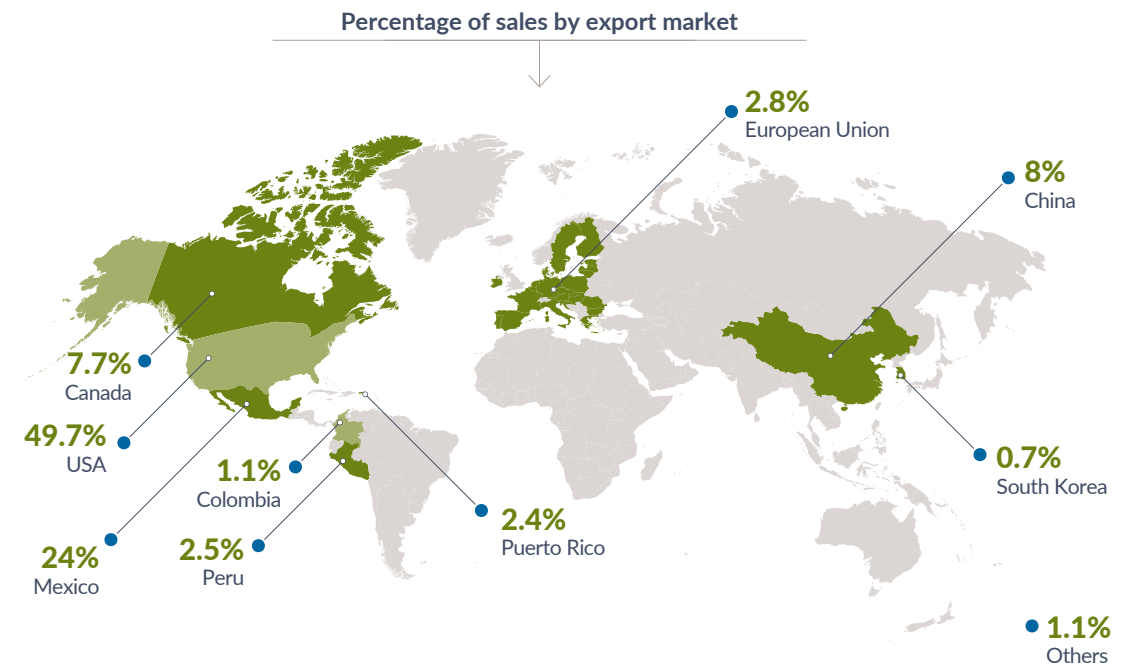 Percentage of sales by export market
2.8%
European Union
8%
China
7.7%
Canada
49.7%
USA
1.1%
Colombia
0.7%
South Korea
2.4%
Puerto Rico
24%
Mexico
2.5%
Peru
1.1%
Others